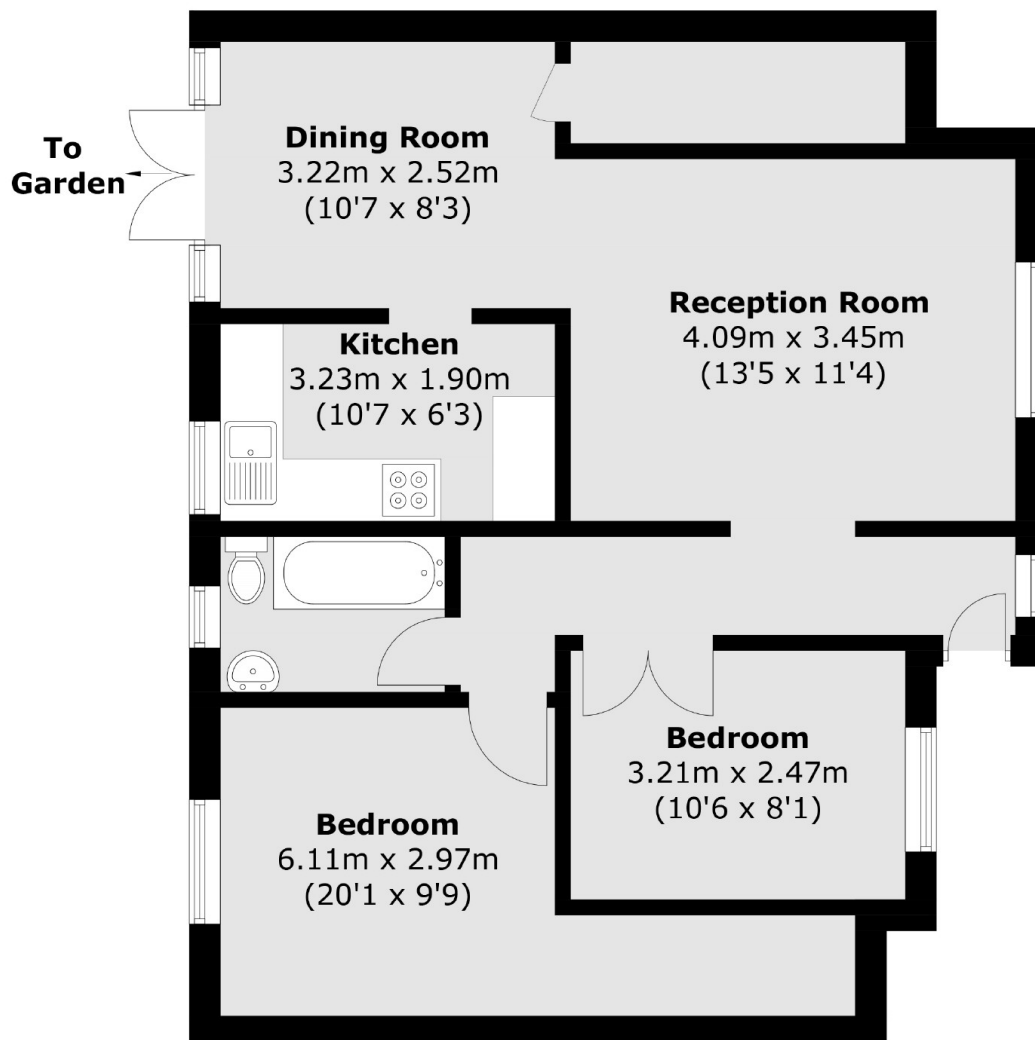 Dining Room
3.22m x 2.52m
(10'7 x 8'3)
To
Garden
Reception Room
4.09m x 3.45m
(13'5 x 11'4)
Kitchen
3.23m x 1.90m
(10'7 x 6'3)
Bedroom
3.21m x 2.47m
(10'6 x 8'1)
Bedroom
6.11m x 2.97m
(20'1 x 9'9)